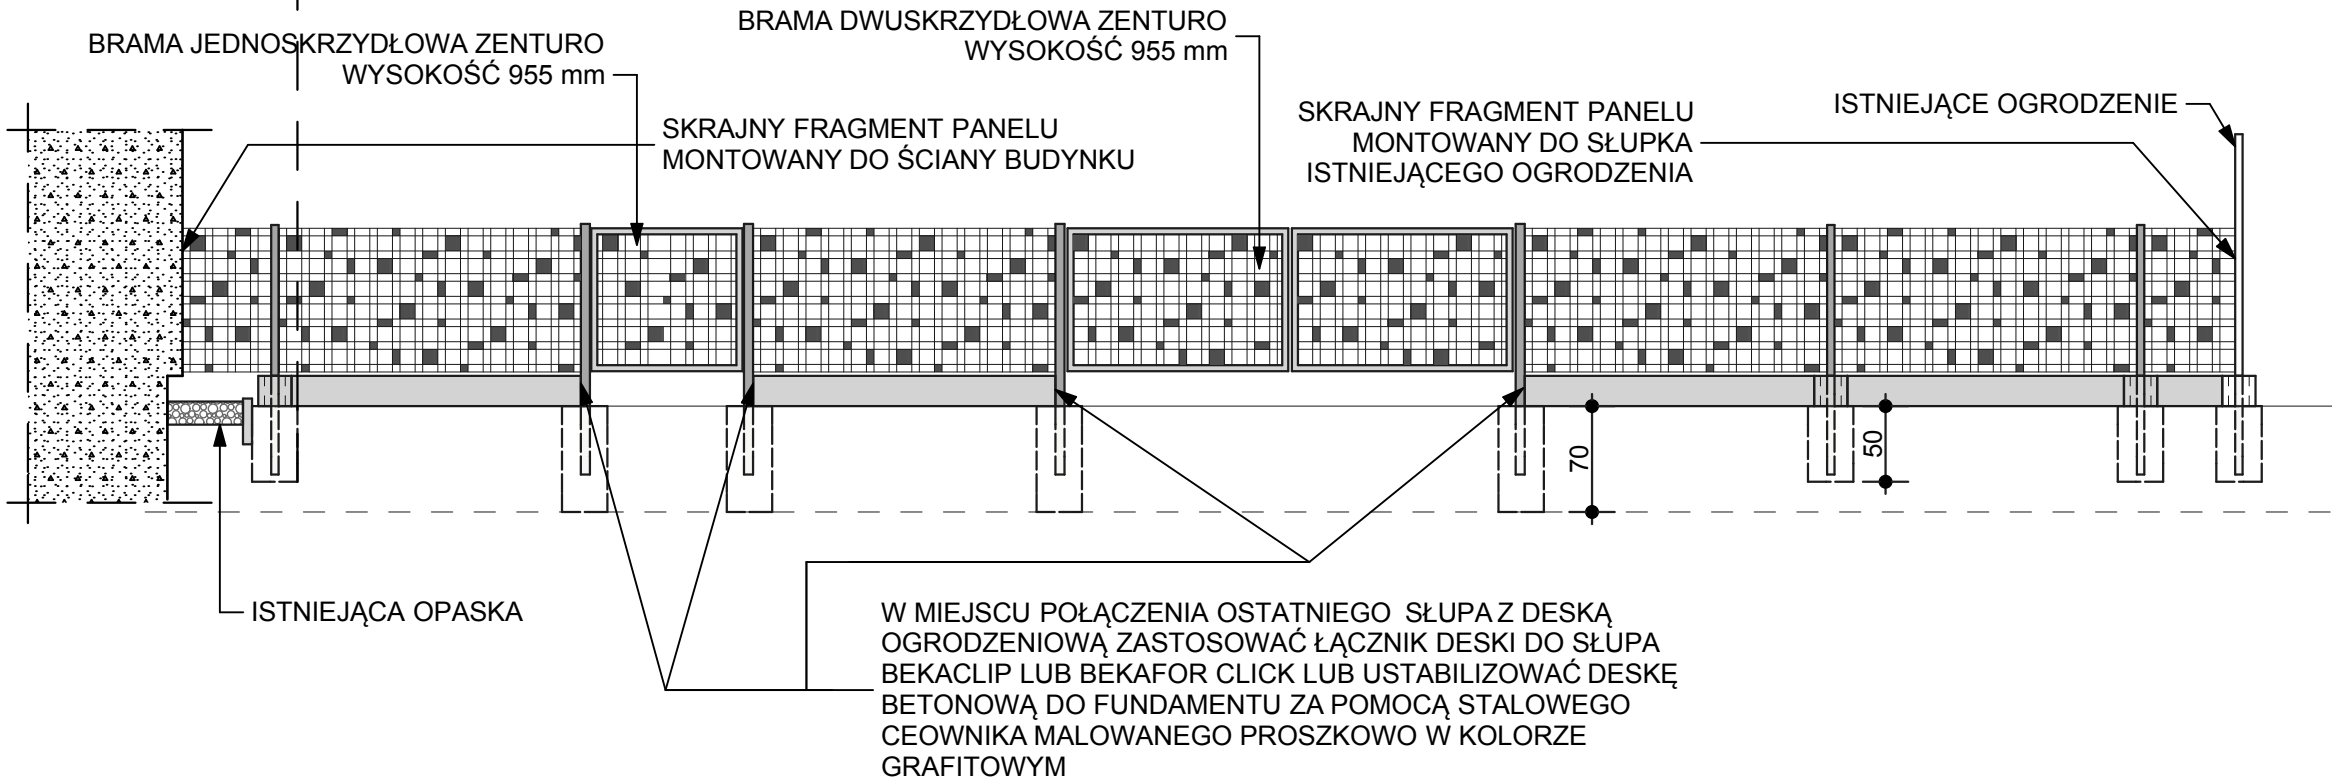 BRAMA JEDNOSKRZYDŁOWA ZENTURO
WYSOKOŚĆ 955 mm
BRAMA DWUSKRZYDŁOWA ZENTURO
WYSOKOŚĆ 955 mm
SKRAJNY FRAGMENT PANELU
MONTOWANY DO ŚCIANY BUDYNKU
SKRAJNY FRAGMENT PANELU
MONTOWANY DO SŁUPKA
ISTNIEJĄCEGO OGRODZENIA
ISTNIEJĄCE OGRODZENIE
70
50
ISTNIEJĄCA OPASKA
W MIEJSCU POŁĄCZENIA OSTATNIEGO SŁUPA Z DESKĄ
OGRODZENIOWĄ ZASTOSOWAĆ ŁĄCZNIK DESKI DO SŁUPA
BEKACLIP LUB BEKAFOR CLICK LUB USTABILIZOWAĆ DESKĘ
BETONOWĄ DO FUNDAMENTU ZA POMOCĄ STALOWEGO
CEOWNIKA MALOWANEGO PROSZKOWO W KOLORZE
GRAFITOWYM